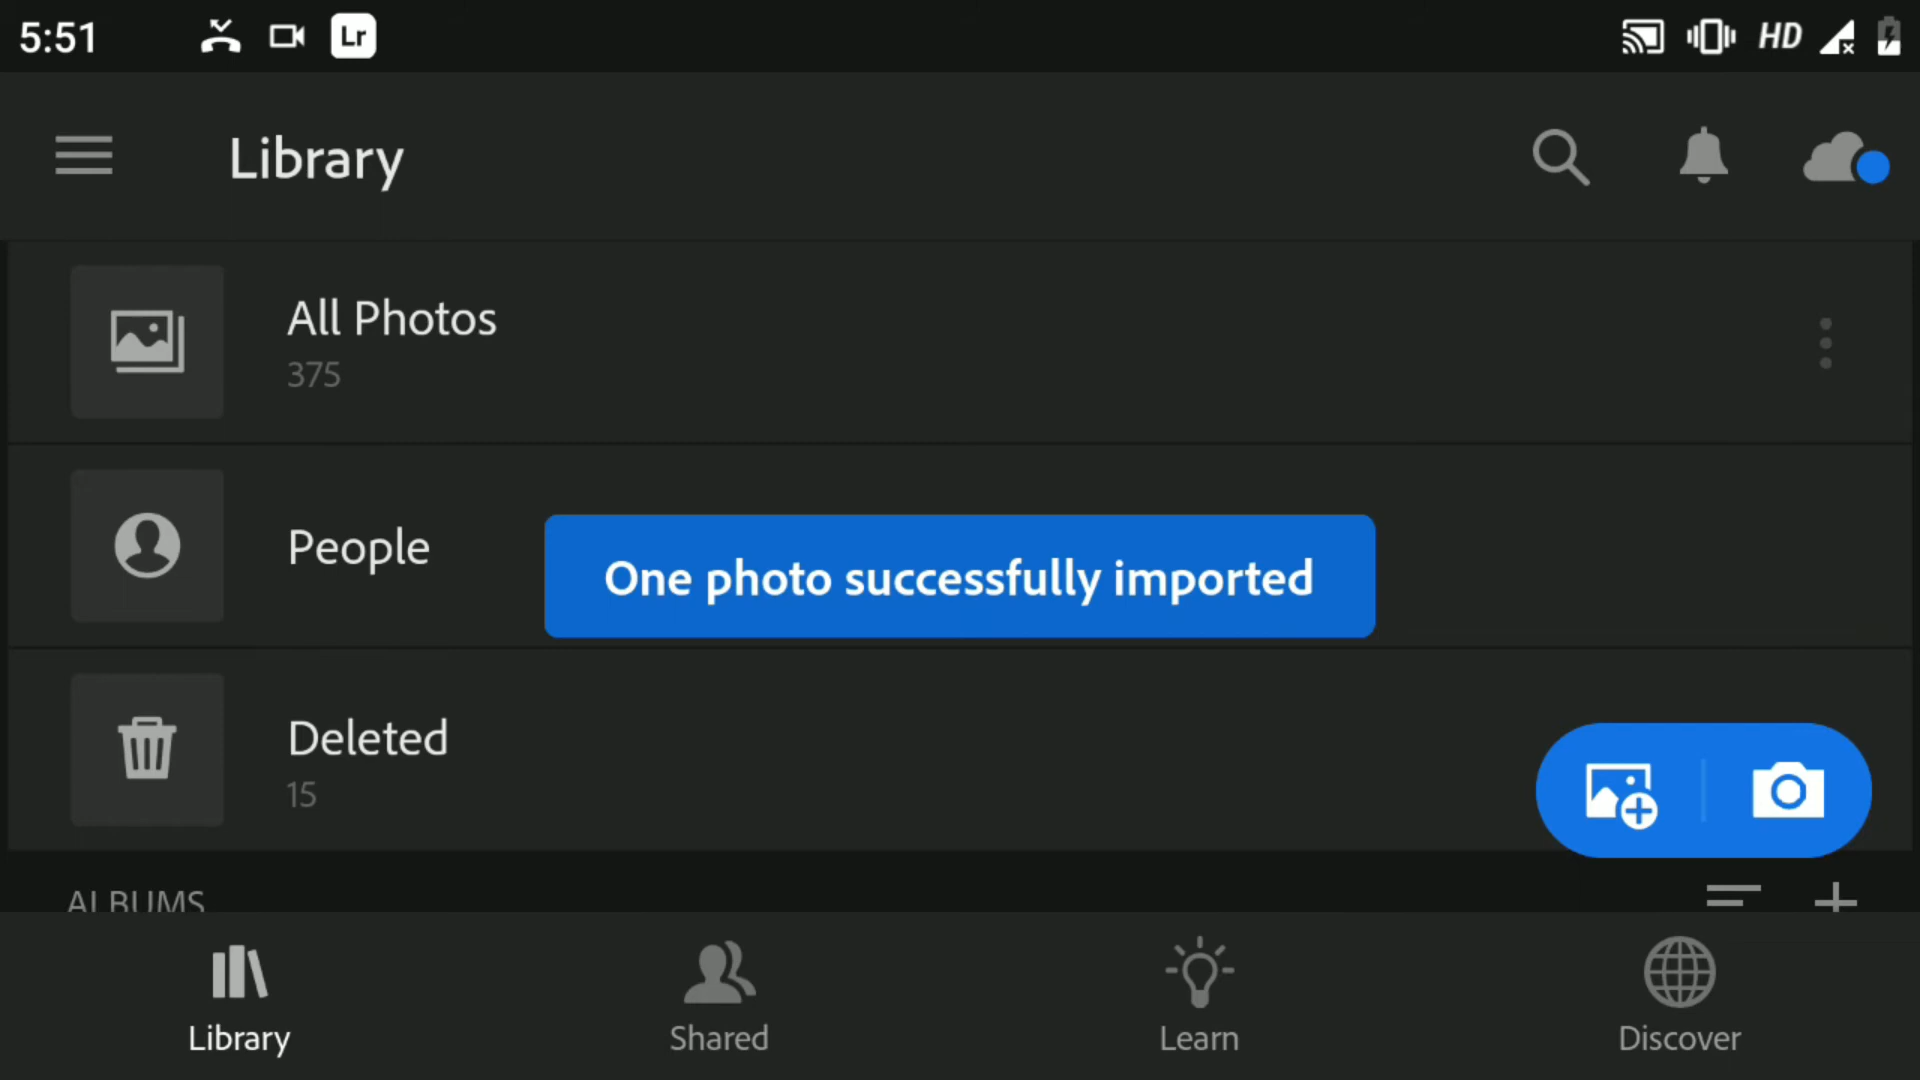 5:51
Lr
HD
Library
All Photos
375
People
One photo successfully imported
Deleted
15
ALBUMS
Library
Shared
Learn
Discover